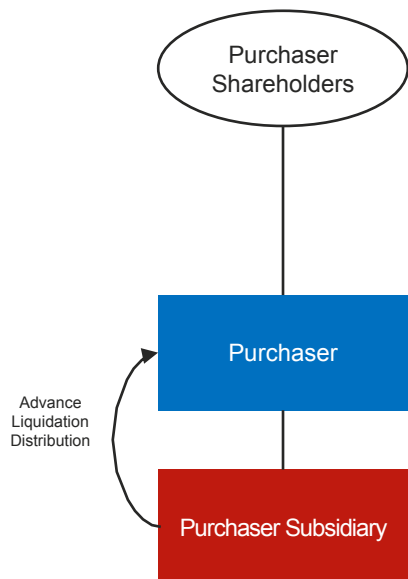 Purchaser
Shareholders
Purchaser
Advance
Liquidation
Distribution
Purchaser Subsidiary